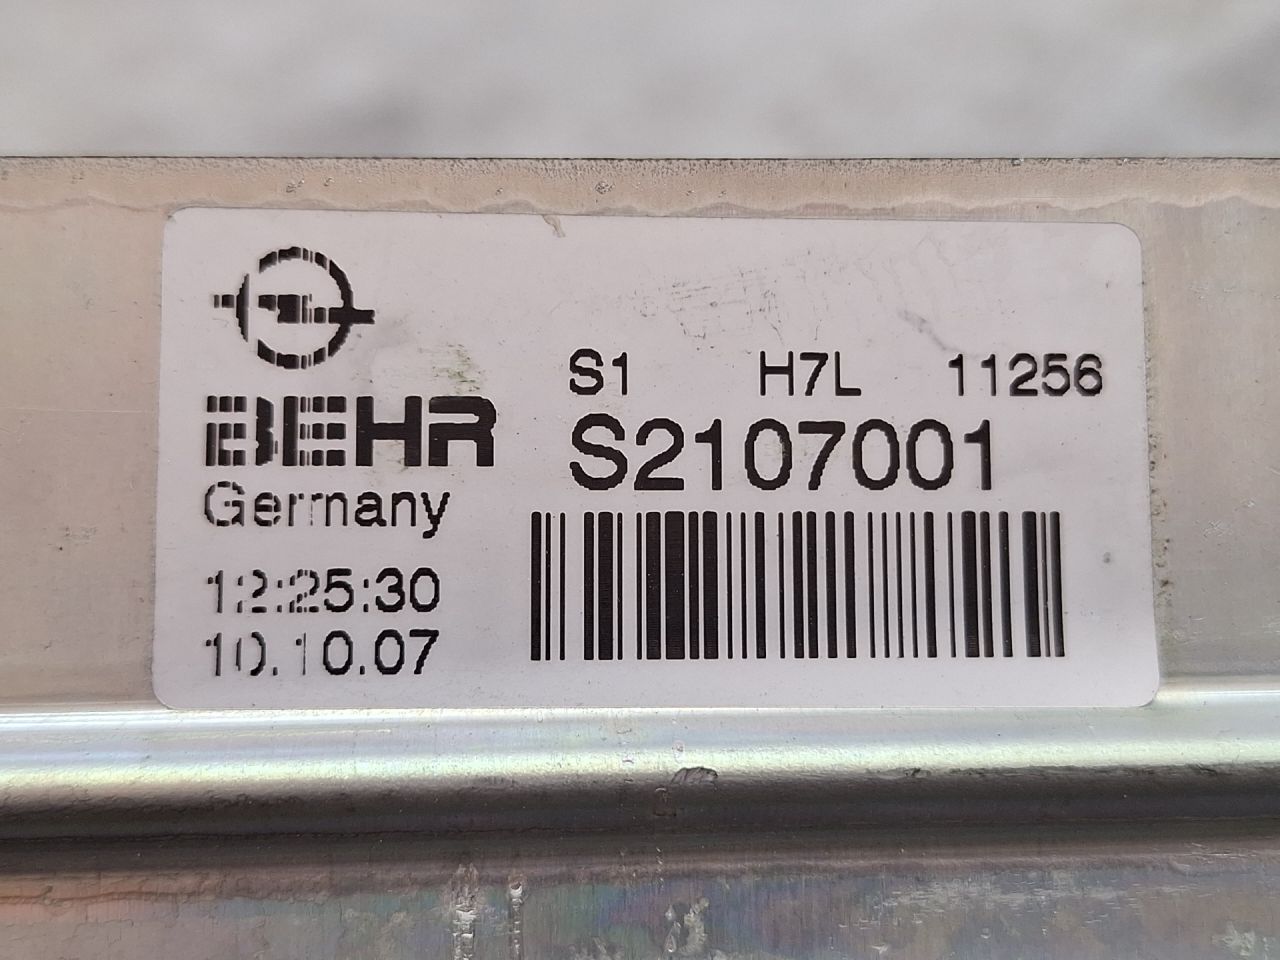 BEHR
Germany
12:25:30
10.10.07
S1 H7L 11256
S2107001